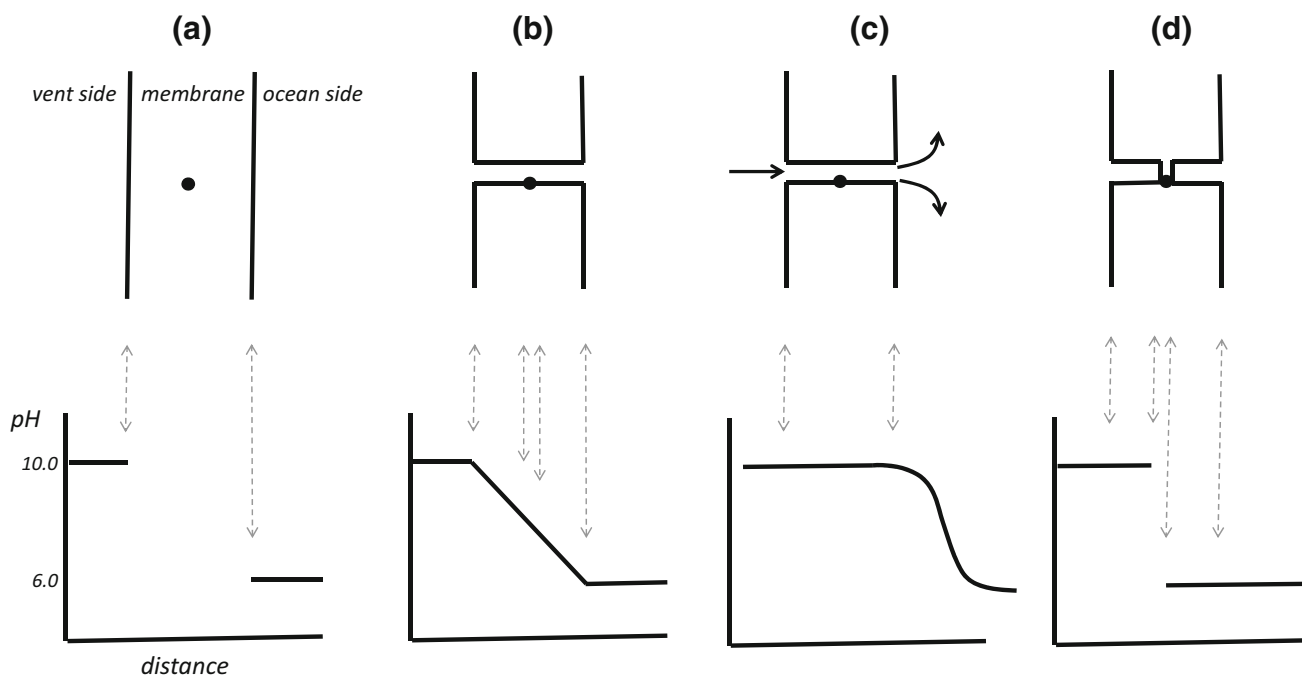 (a) (b) (c) (d)
vent side membrane ocean side
pH
10.0
6.0
distance